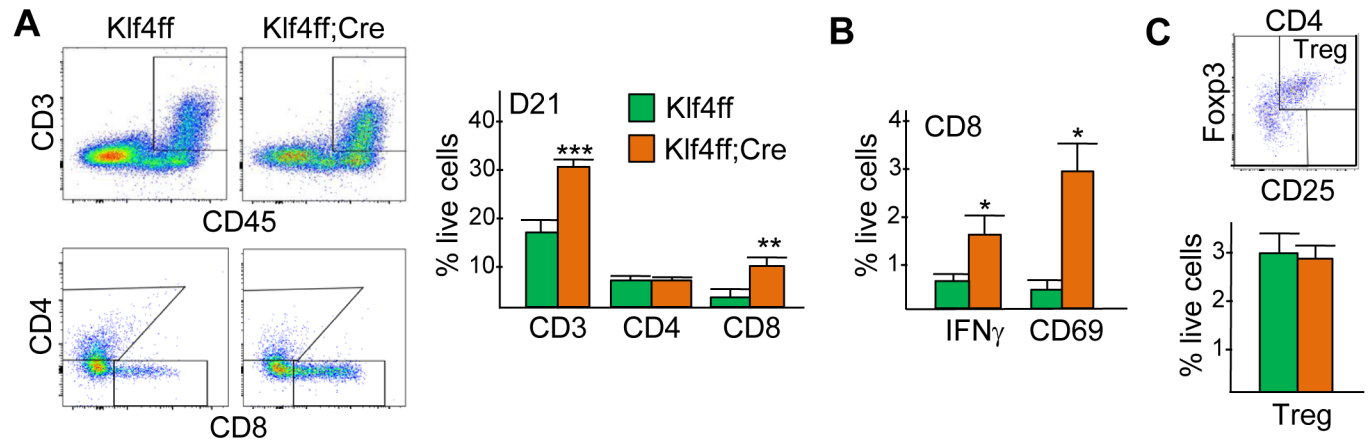 A
Klf4ff
Klf4ff;Cre
CD3
CD45
CD4
CD8
D21
Klf4ff
Klf4ff;Cre
% live cells
40
30
20
10
***
**
CD3
CD4
CD8
B
CD8
% live cells
4
3
2
1
*
*
IFNγ
CD69
C
CD4
Treg
Foxp3
CD25
% live cells
3
2
1
Treg